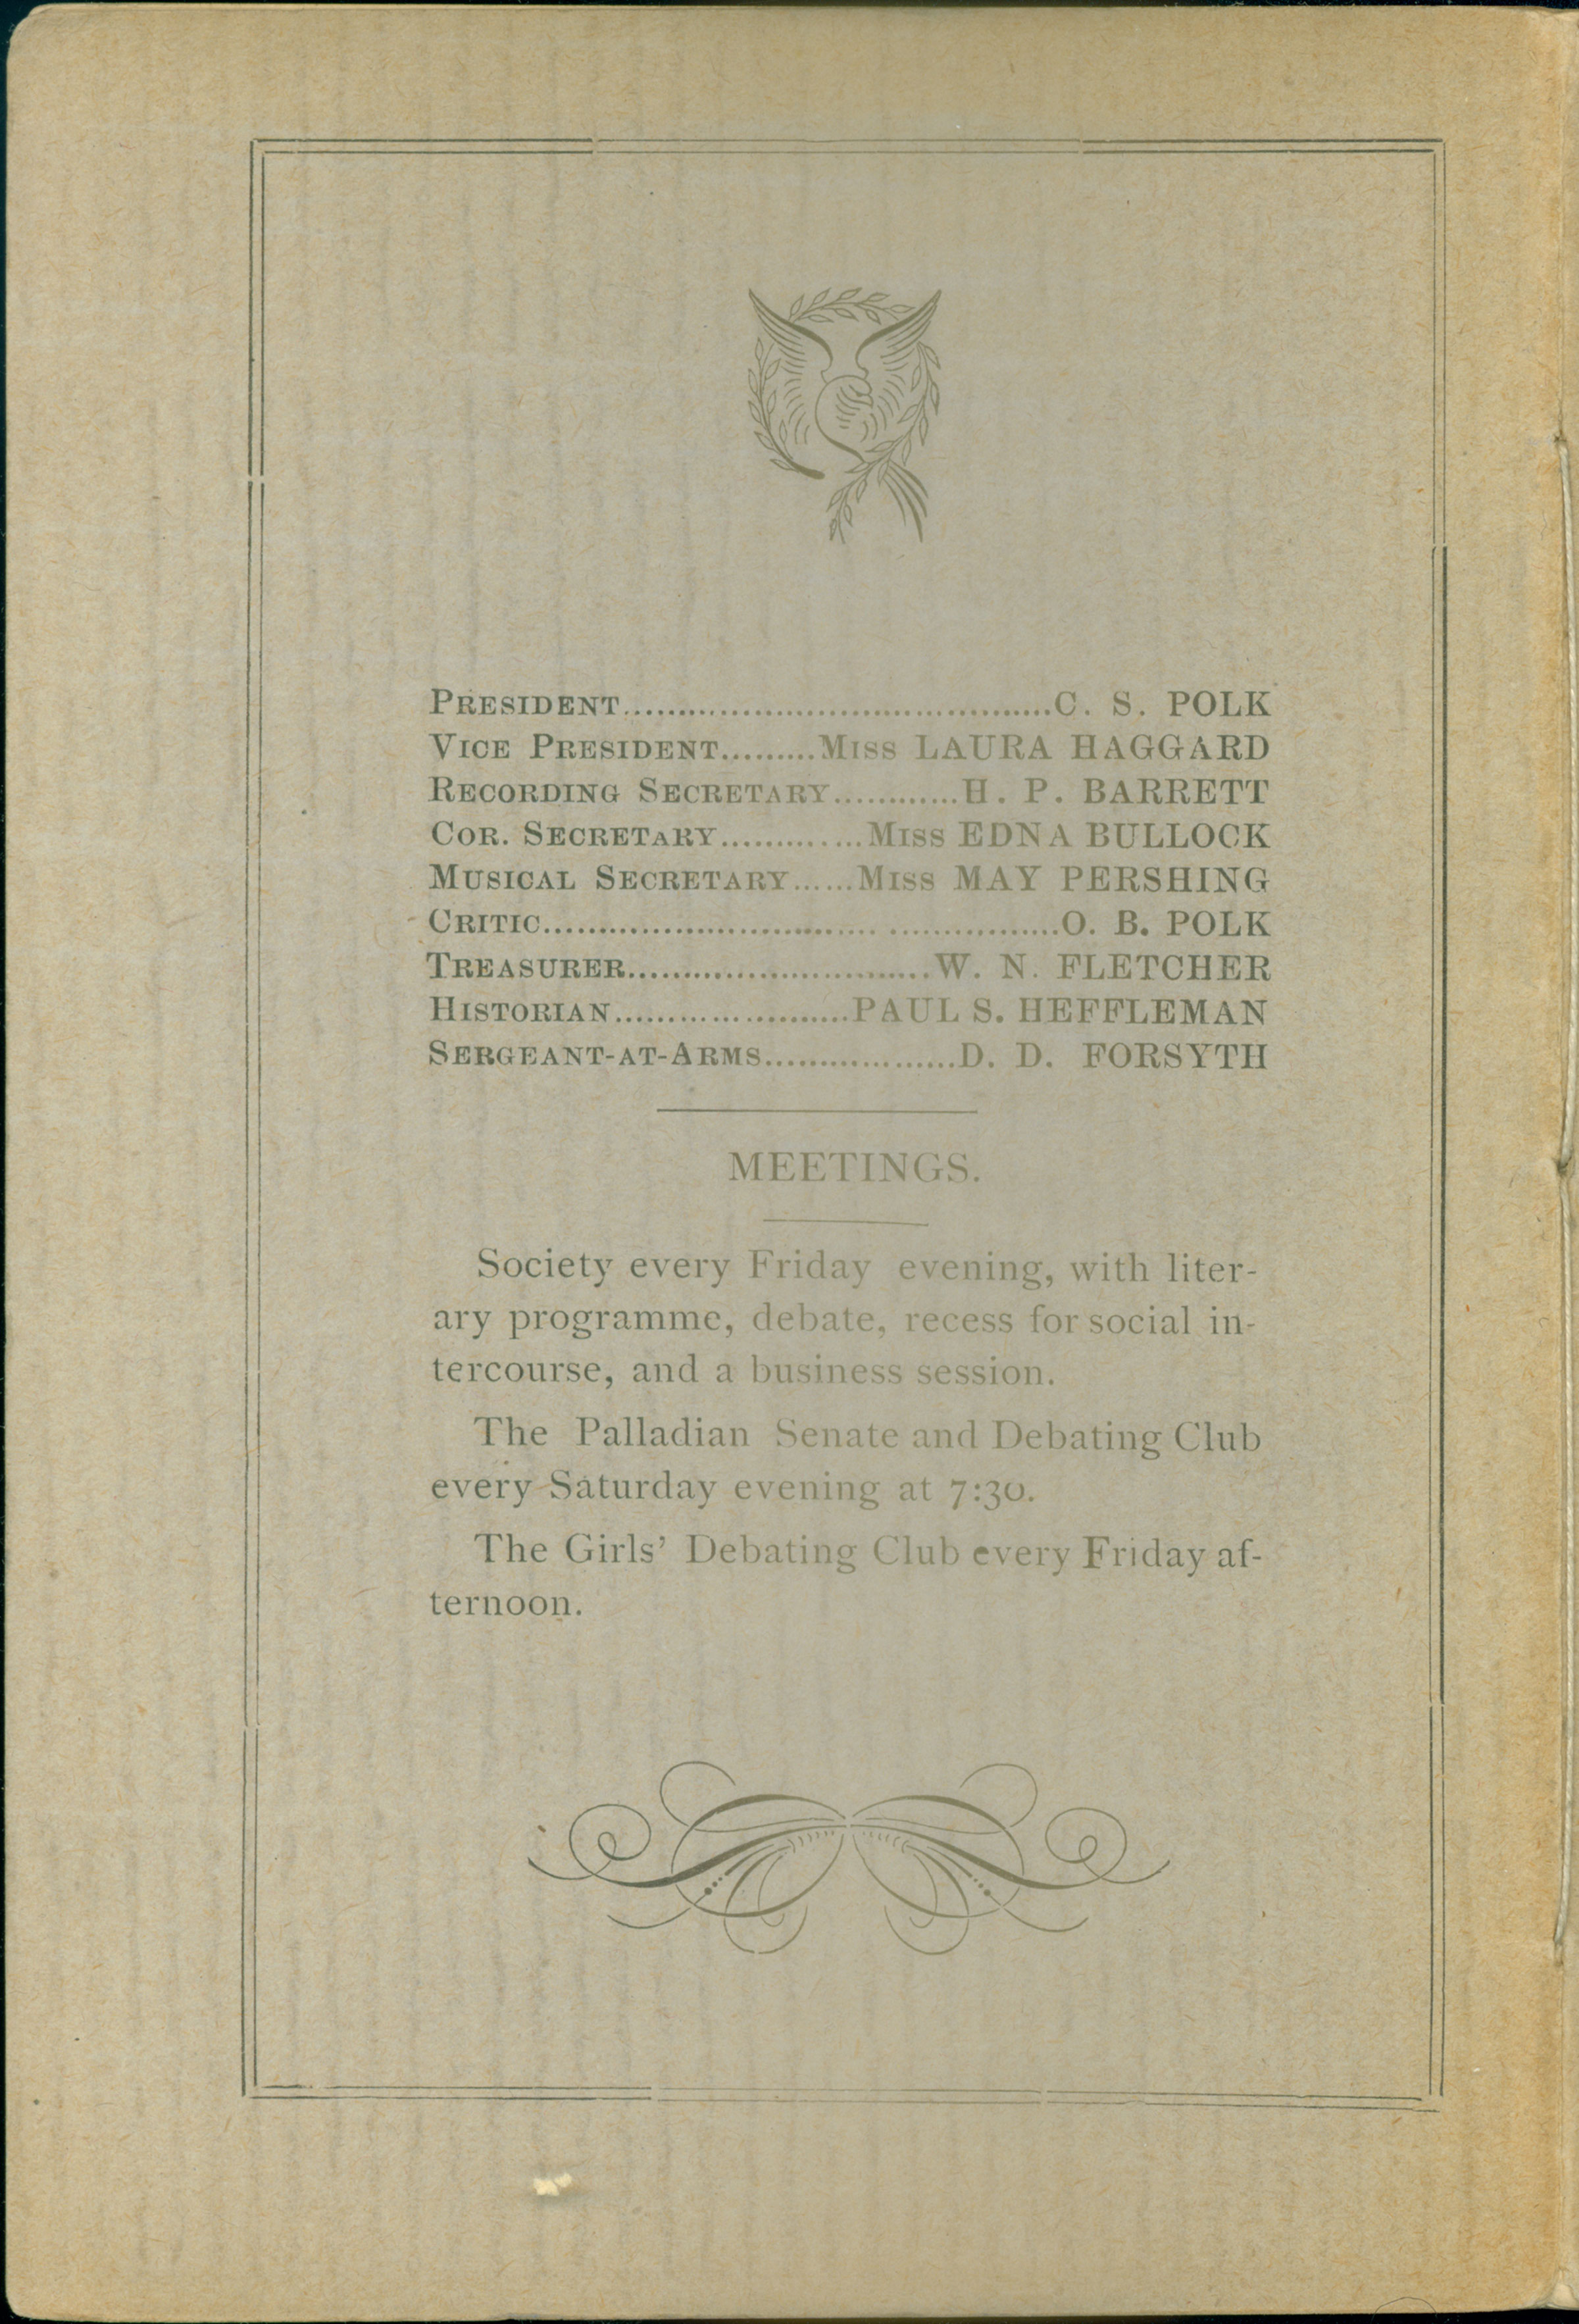 PRESIDENT...........................................C. S. POLK
VICE PRESIDENT.........MISS LAURA HAGGARD
RECORDING SECRETARY............H. P. BARRETT
COR. SECRETARY..............MISS EDNA BULLOCK
MUSICAL SECRETARY......MISS MAY PERSHING
CRITIC.................................. .................O. B. POLK
TREASURER..............................W. N. FLETCHER
HISTORIAN.......................PAUL S. HEFFLEMAN
SERGEANT-AT-ARMS...................D. D. FORSYTH
MEETINGS.
Society every Friday evening, with liter-
ary programme, debate, recess for social in-
tercourse, and a business session.
The Palladian Senate and Debating Club
every Saturday evening at 7:30.
The Girls' Debating Club every Friday af-
ternoon.